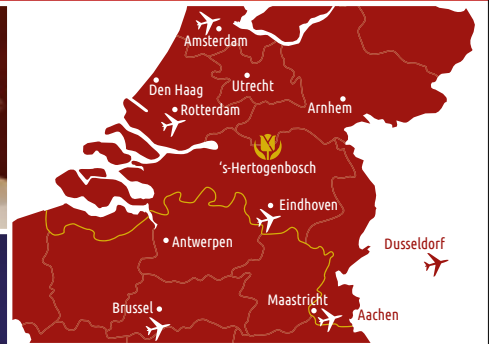 Amsterdam
Den Haag
Utrecht
Rotterdam
Arnhem
‘s-Hertogenbosch
Eindhoven
Antwerpen
Dusseldorf
Brussel
Maastricht
Aachen